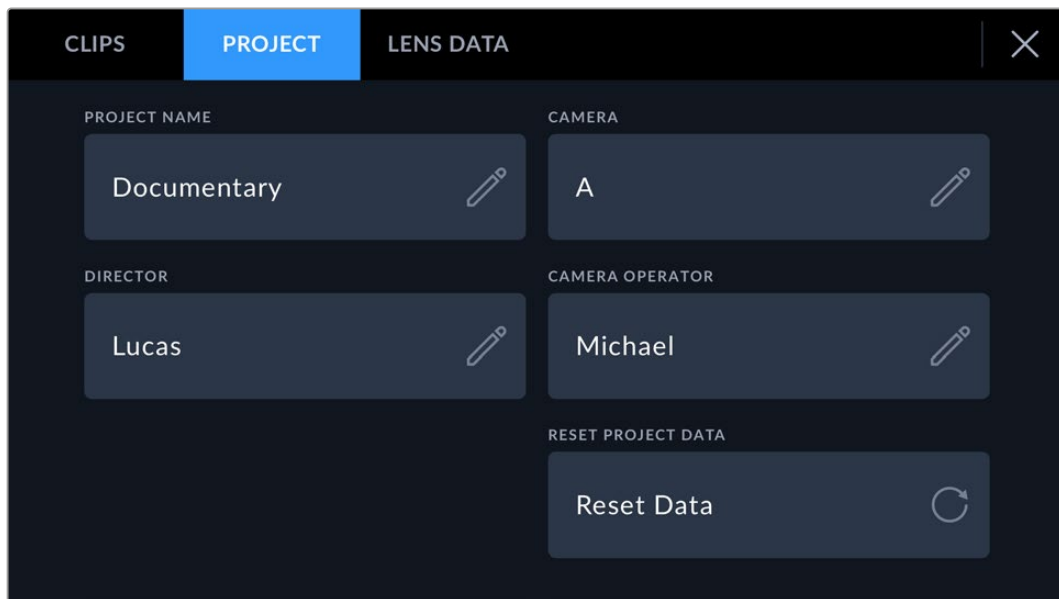 CLIPS PROJECT LENS DATA
PROJECT NAME CAMERA
Documentary A
DIRECTOR CAMERA OPERATOR
Lucas Michael
RESET PROJECT DATA
Reset Data